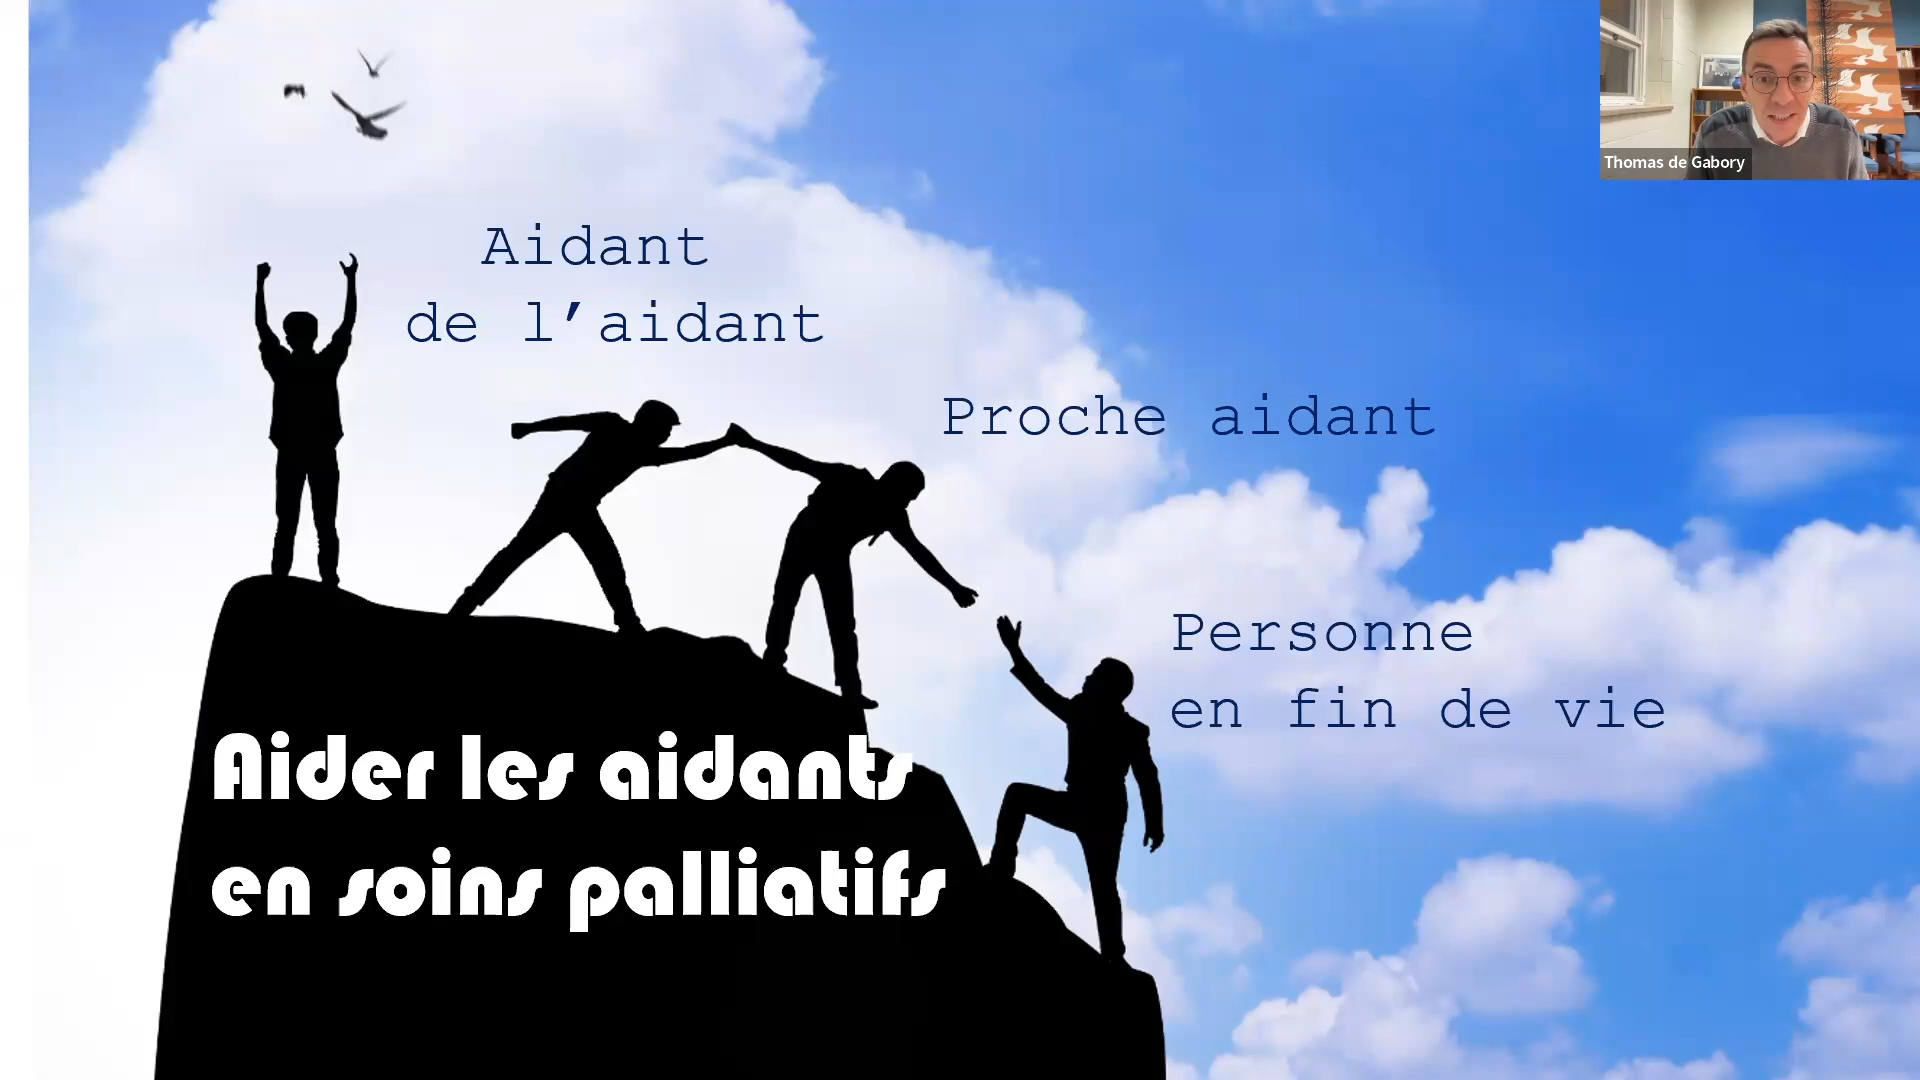 Thomas de Gabory
Aidant
de l’aidant
Proche aidant
Personne
en fin de vie
Aider les aidants
en soins palliatifs